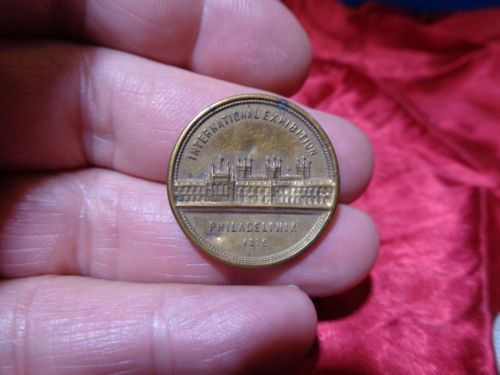 INTERNATIONAL EXHIBITION
PHILADELPHIA
1876